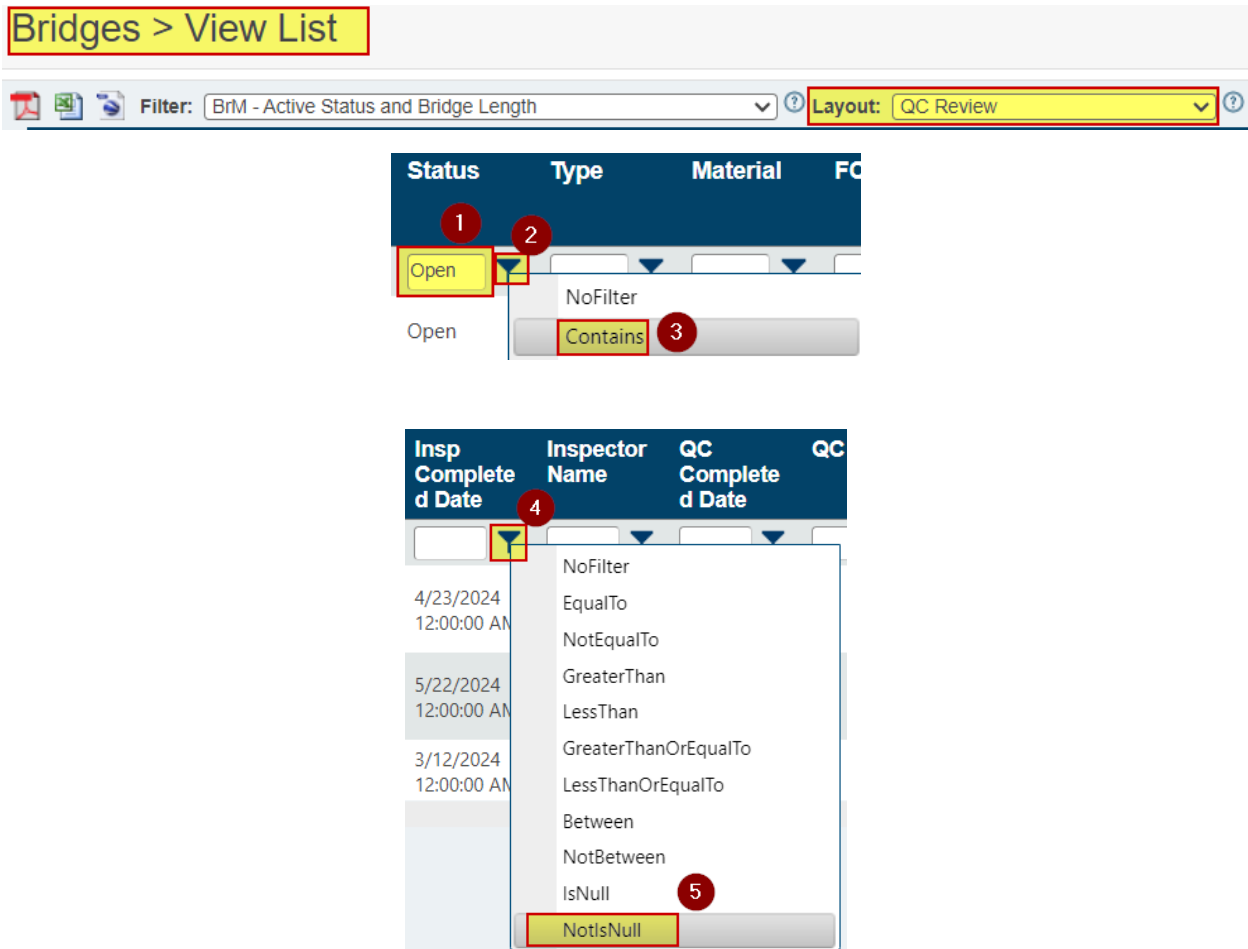 Bridges > View List
Filter: BrM - Active Status and Bridge Length Layout: QC Review
Status Type Material FC
1
2
Open
NoFilter
Open
Contains 3
Insp Complete d Date
Inspector Name
QC Complete d Date
QC
4
NoFilter
4/23/2024
12:00:00 AM
EqualTo
NotEqualTo
5/22/2024
12:00:00 AM
GreaterThan
LessThan
3/12/2024
12:00:00 AM
GreaterThanOrEqualTo
LessThanOrEqualTo
Between
NotBetween
IsNull 5
NotIsNull